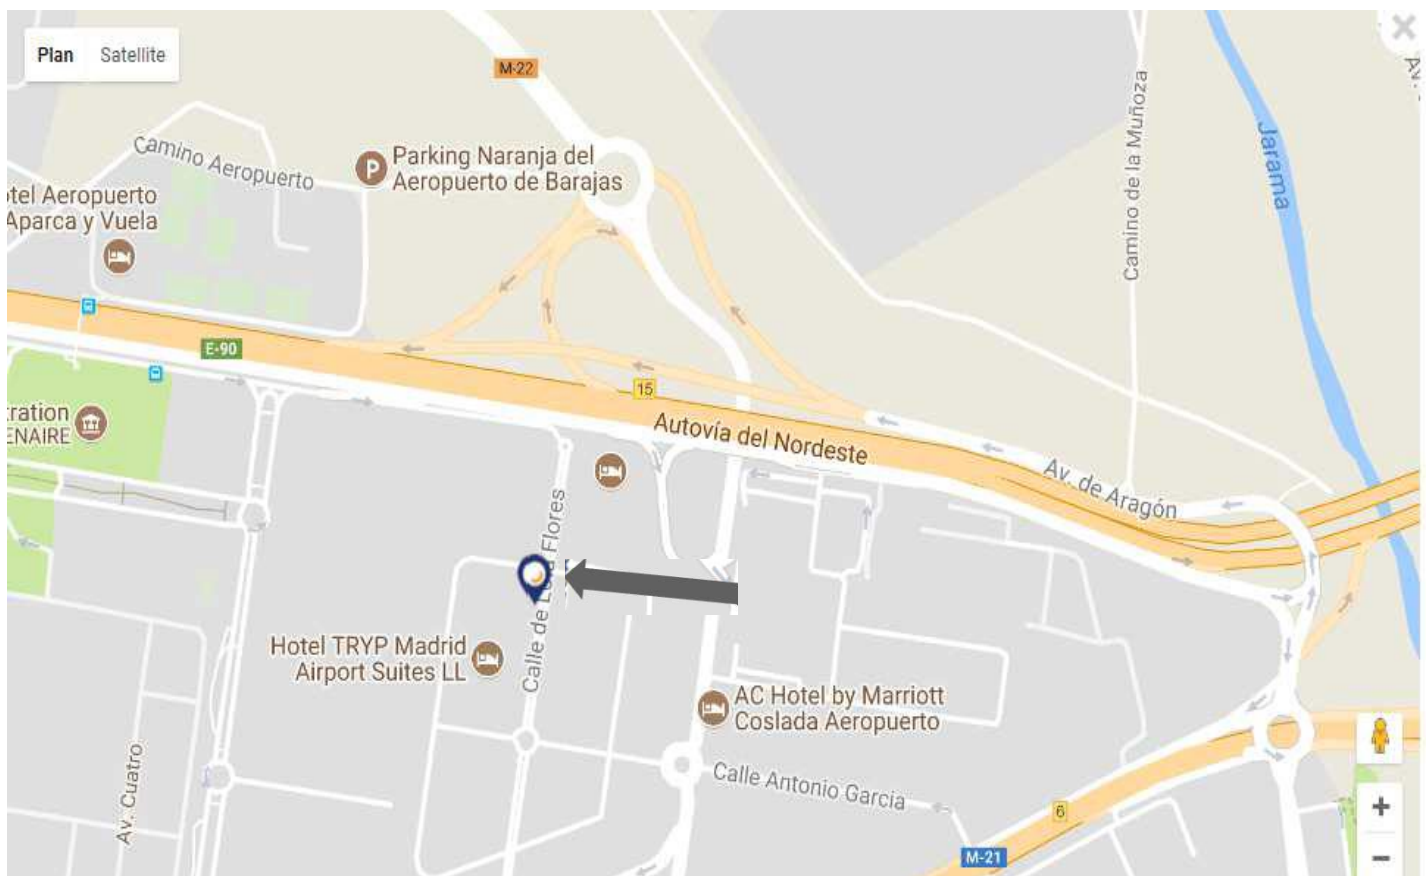 Plan
Satellite
M-22
Av.
Camino Aeropuerto
Parking Naranja del
Aeropuerto de Barajas
P
Camino de la Muñoza
Jarama
tel Aeropuerto
Aparca y Vuela
E-90
15
Autovía del Nordeste
tration
ENAIRE
Av. de Aragón
Calle de Lola Flores
Hotel TRYP Madrid
Airport Suites LL
AC Hotel by Marriott
Coslada Aeropuerto
Av. Cuatro
Calle Antonio Garcia
6
M-21
+
−